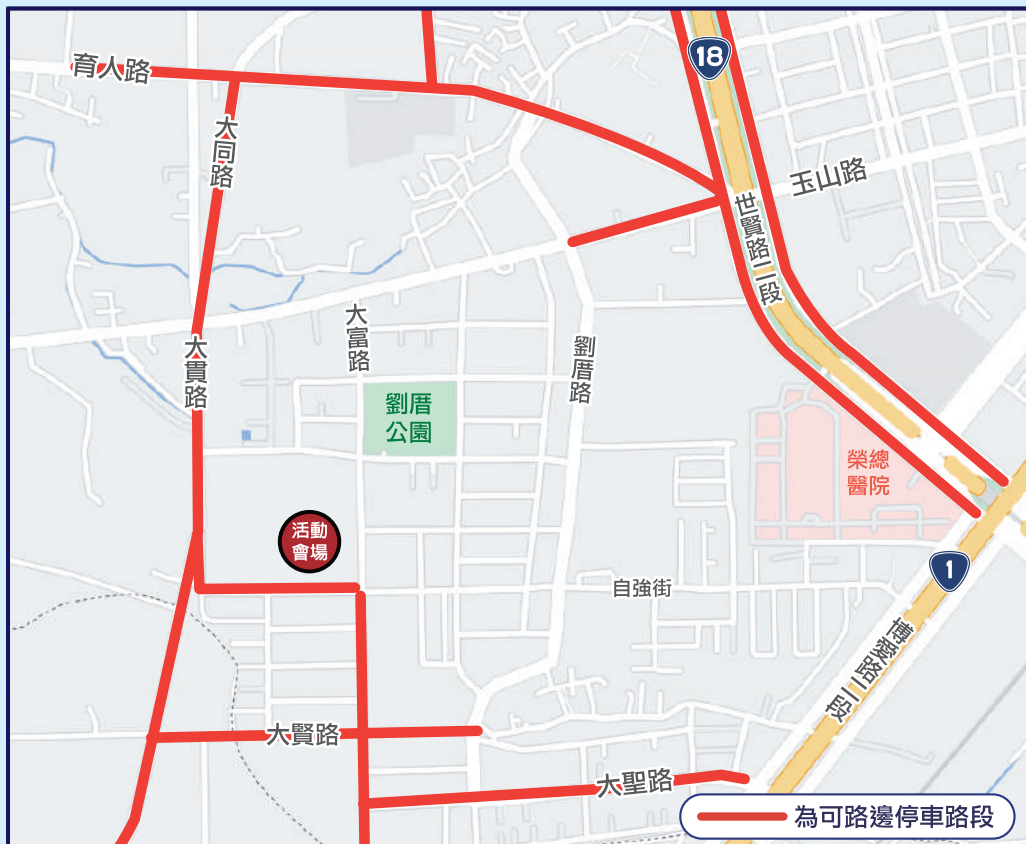 18
育人路
大同路
玉山路
世賢路二段
大富路
劉厝路
大貫路
劉厝
公園
榮總
醫院
活動
會場
1
自強街
博愛路二段
大賢路
大聖路
為可路邊停車路段